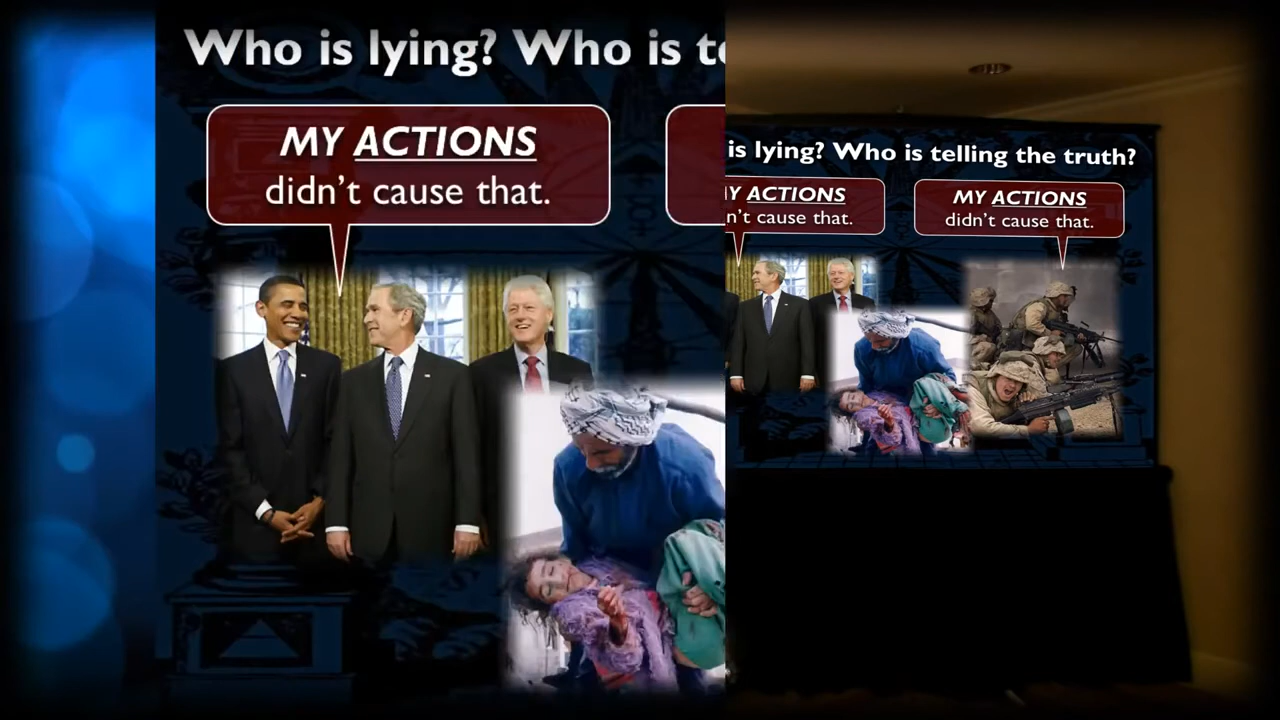 Who is lying? Who is t
MY ACTIONS
didn't cause that.
is lying? Who is telling the truth?
MY ACTIONS
n't cause that.
MY ACTIONS
didn't cause that.